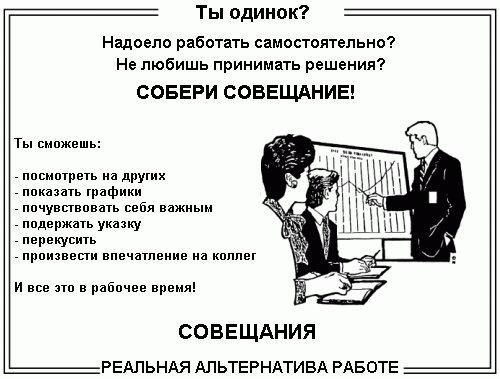 Ты одинок?
Надоело работать самостоятельно?
Не любишь принимать решения?
СОБЕРИ СОВЕЩАНИЕ!
Ты сможешь:
- посмотреть на других
- показать графики
- почувствовать себя важным
- подержать указку
- перекусить
- произвести впечатление на коллег
И все это в рабочее время!
СОВЕЩАНИЯ
РЕАЛЬНАЯ АЛЬТЕРНАТИВА РАБОТЕ